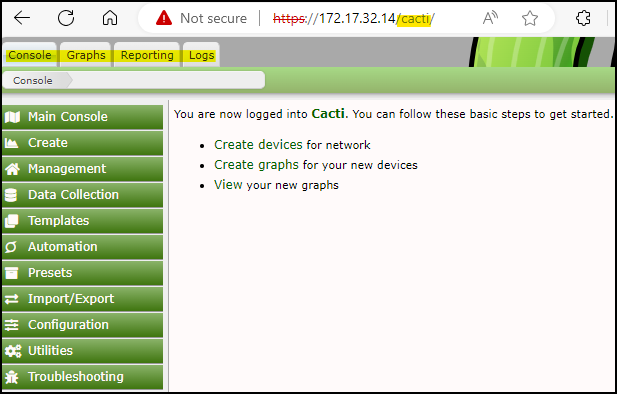 Not secure https://172.17.32.14/cacti/
Console Graphs Reporting Logs
Console
Main Console
Create
Management
Data Collection
Templates
Automation
Presets
Import/Export
Configuration
Utilities
Troubleshooting
You are now logged into Cacti. You can follow these basic steps to get started.
Create devices for network
Create graphs for your new devices
View your new graphs